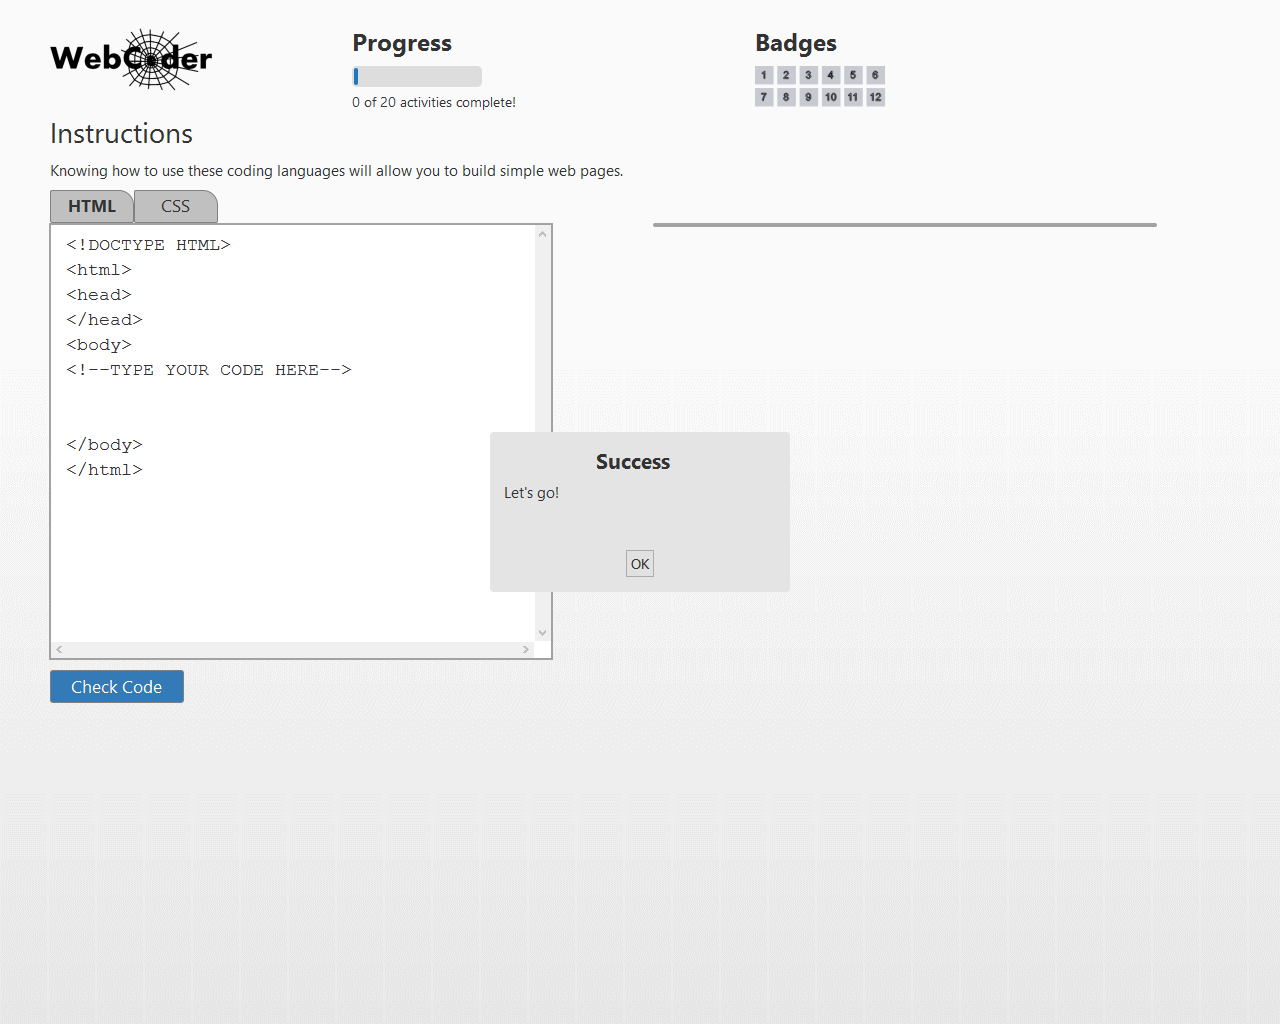 WebCoder
Progress
0 of 20 activities complete!
Badges
1 2 3 4 5 6
7 8 9 10 11 12
Instructions
Knowing how to use these coding languages will allow you to build simple web pages.
HTML CSS
<!DOCTYPE HTML>
<html>
<head>
</head>
<body>
<!--TYPE YOUR CODE HERE-->
</body>
</html>
Success
Let's go!
OK
Check Code